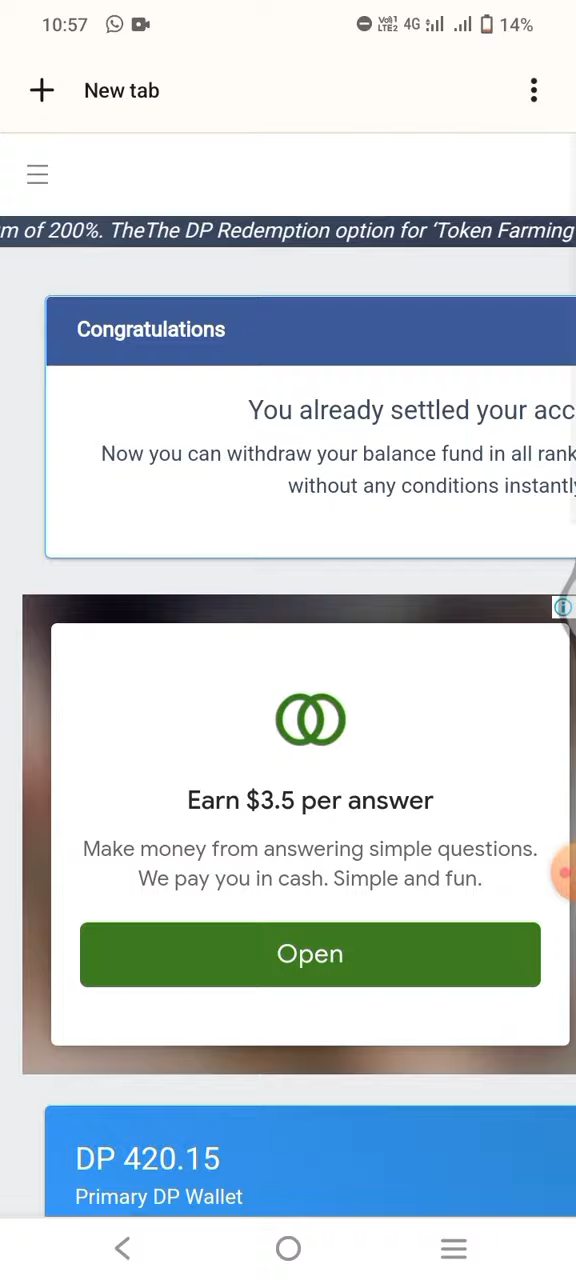 10:57 VoI1 LTE2 4G 14%
New tab
m of 200%. TheThe DP Redemption option for 'Token Farming
Congratulations
You already settled your acc
Now you can withdraw your balance fund in all rank
without any conditions instantly
Earn $3.5 per answer
Make money from answering simple questions.
We pay you in cash. Simple and fun.
Open
DP 420.15
Primary DP Wallet